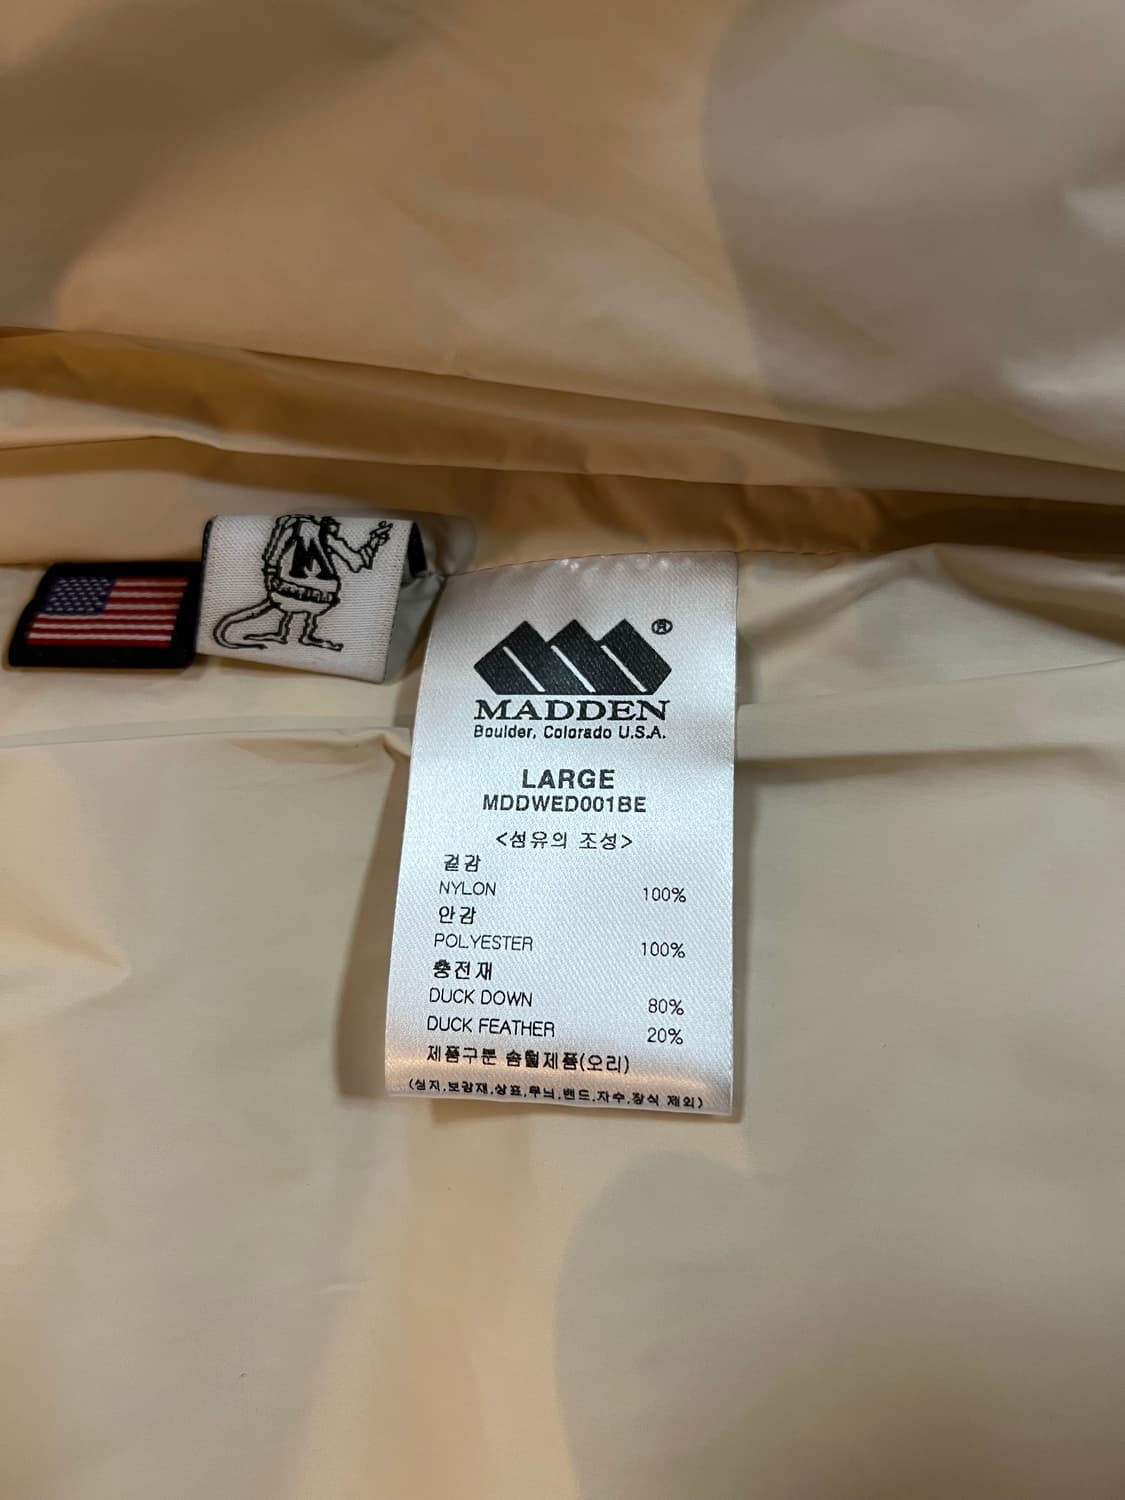 M
®
MADDEN
Boulder, Colorado U.S.A.
LARGE
MDDWED001BE
<섬유의 조성>
겉감
NYLON 100%
안감
POLYESTER 100%
충전재
DUCK DOWN 80%
DUCK FEATHER 20%
제품구분 솜털제품(오리)
(심지,보강재,상표,무늬,밴드,자수,장식 제외)